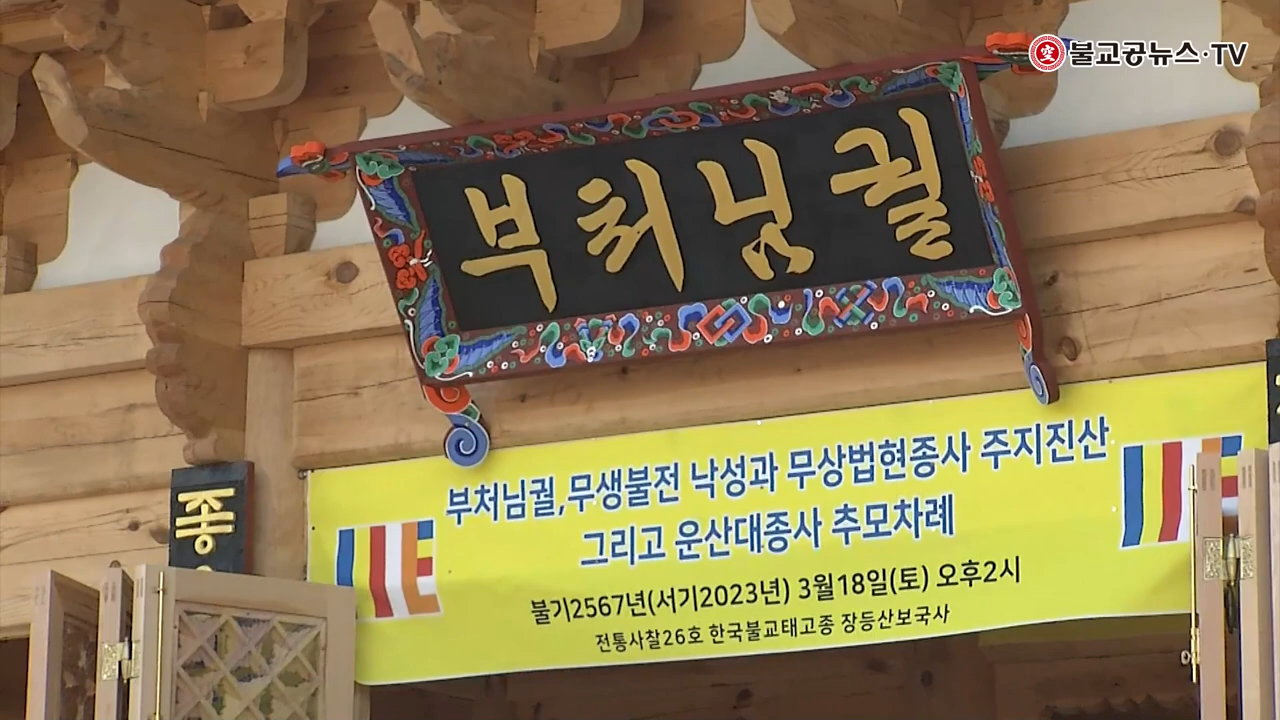 空 불교공뉴스·TV
부처님궐
부처님궐,무생불전 낙성과 무상법현종사 주지진산
그리고 운산대종사 추모차례
불기2567년(서기2023년) 3월18일(토) 오후2시
전통사찰26호 한국불교태고종 장등산보국사
종